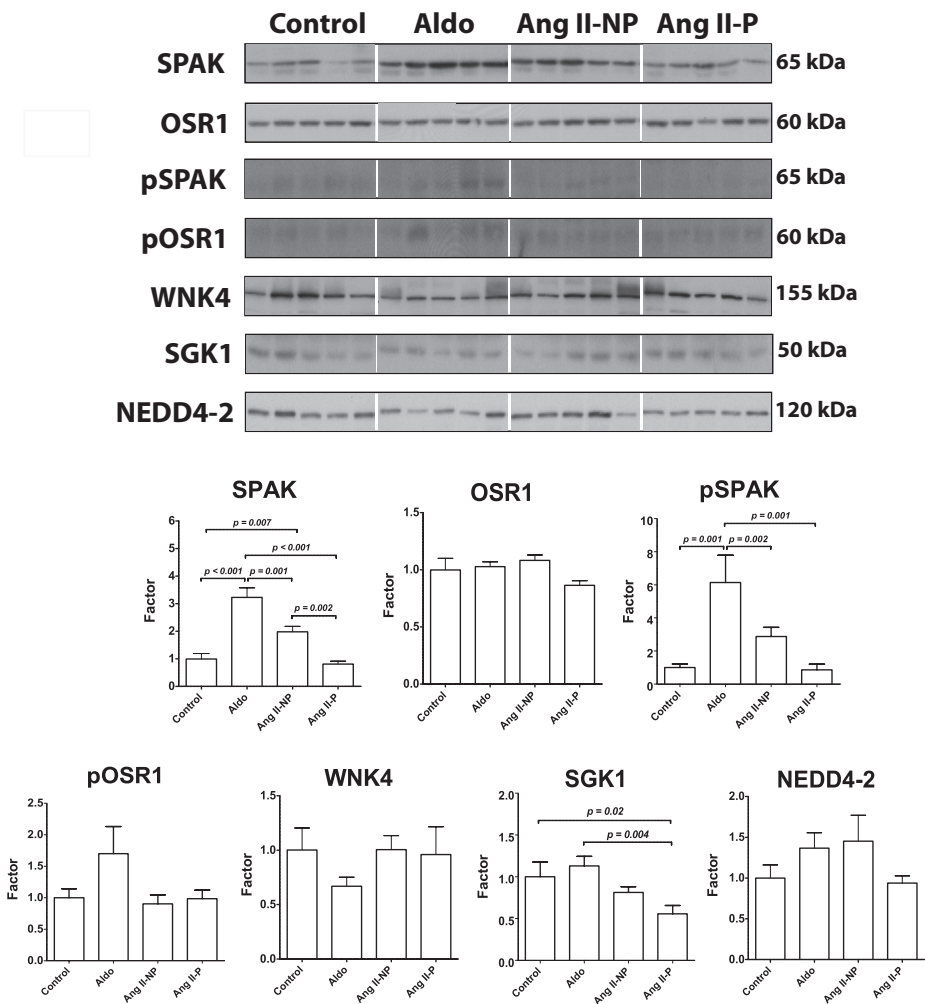 Control Aldo Ang II-NP Ang II-P
SPAK 65 kDa
OSR1 60 kDa
pSPAK 65 kDa
pOSR1 60 kDa
WNK4 155 kDa
SGK1 50 kDa
NEDD4-2 120 kDa
SPAK
Factor
6
5
4
3
2
1
0
p = 0.007
p < 0.001
p < 0.001
p = 0.001
p = 0.002
Control Aldo Ang II-NP Ang II-P
OSR1
Factor
1.5
1.0
0.5
0.0
Control Aldo Ang II-NP Ang II-P
pSPAK
Factor
10
8
6
4
2
0
p = 0.001
p = 0.001
p = 0.002
Control Aldo Ang II-NP Ang II-P
pOSR1
Factor
2.5
2.0
1.5
1.0
0.5
0.0
Control Aldo Ang II-NP Ang II-P
WNK4
Factor
1.5
1.0
0.5
0.0
Control Aldo Ang II-NP Ang II-P
SGK1
Factor
2.0
1.5
1.0
0.5
0.0
p = 0.02
p = 0.004
Control Aldo Ang II-NP Ang II-P
NEDD4-2
Factor
2.0
1.5
1.0
0.5
0.0
Control Aldo Ang II-NP Ang II-P